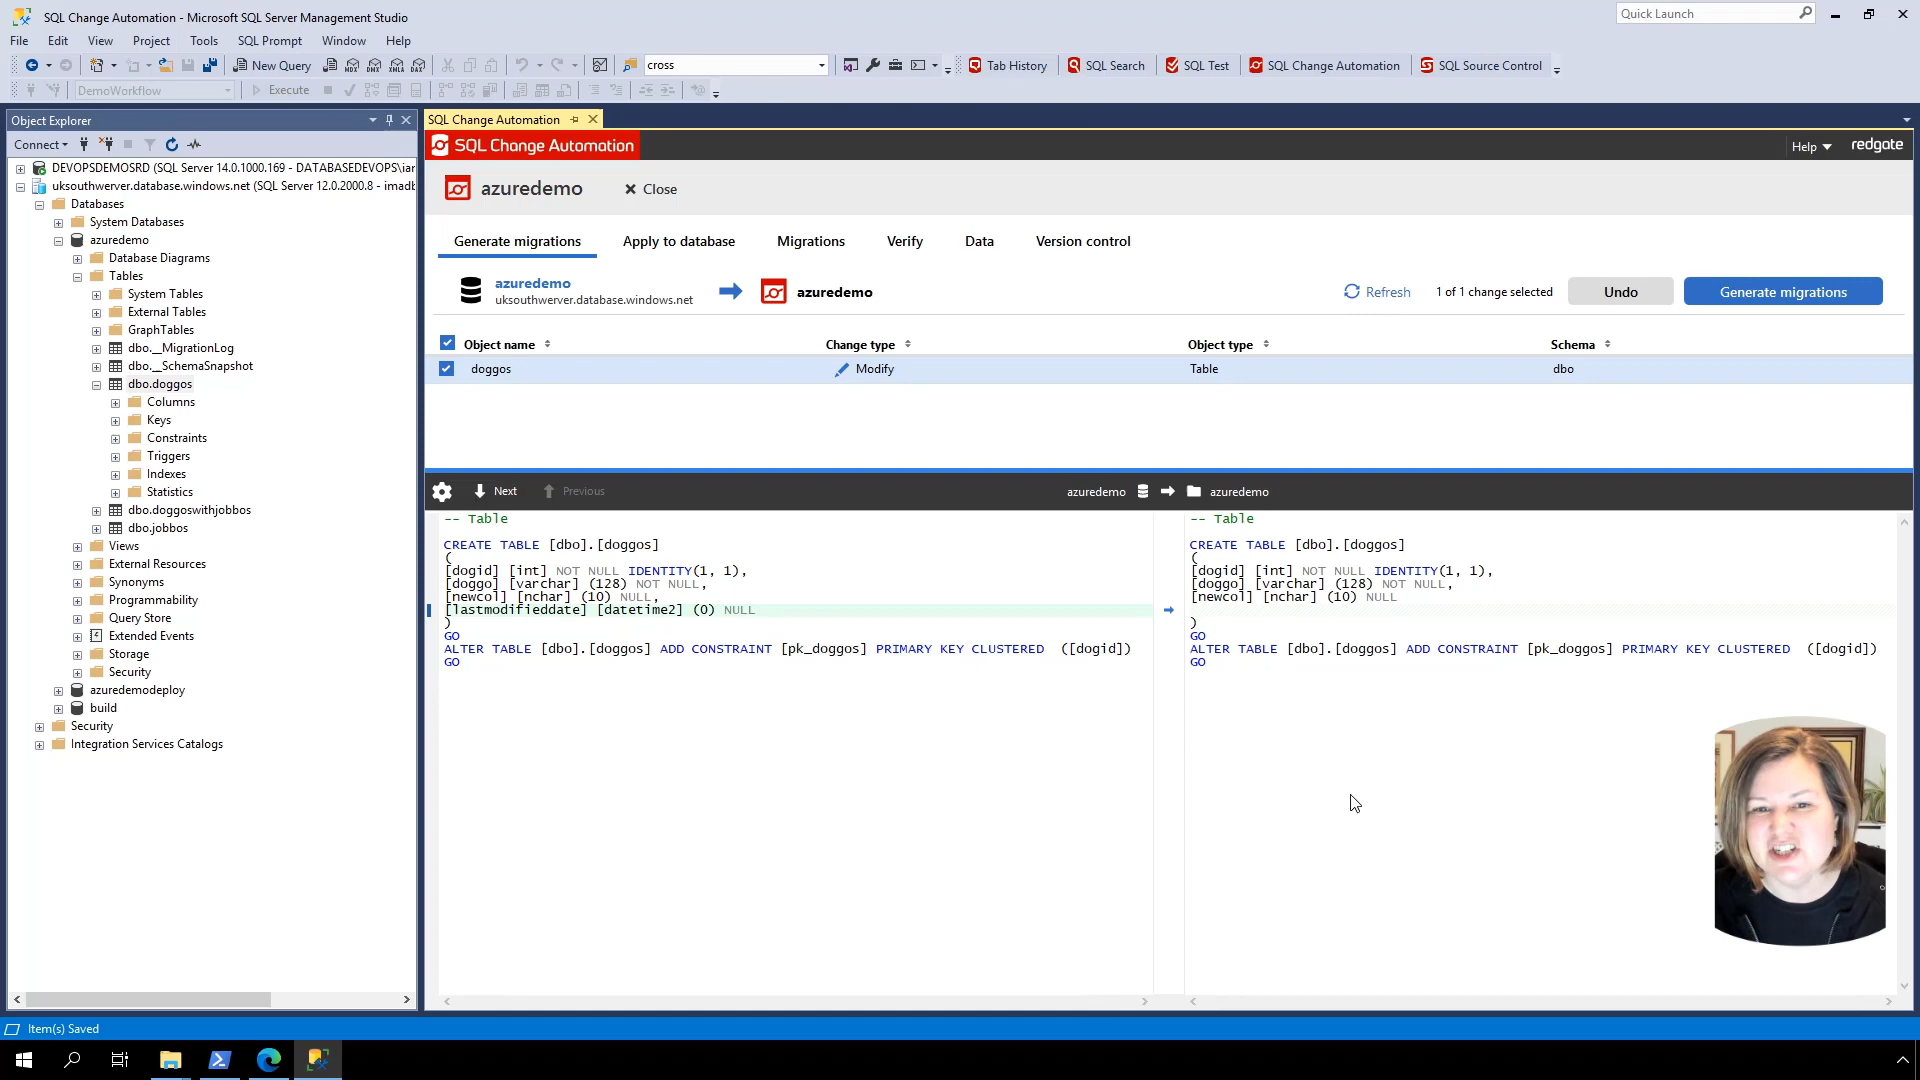 SQL Change Automation - Microsoft SQL Server Management Studio
Quick Launch
File Edit View Project Tools SQL Prompt Window Help
New Query
cross
Tab History SQL Search SQL Test SQL Change Automation SQL Source Control
DemoWorkflow Execute
Object Explorer
Connect
DEVOPSDEMOSRD (SQL Server 14.0.1000.169 - DATABASEDEVOPS\iar
uksouthwerver.database.windows.net (SQL Server 12.0.2000.8 - imadb
Databases
System Databases
azuredemo
Database Diagrams
Tables
System Tables
External Tables
GraphTables
dbo.__MigrationLog
dbo.__SchemaSnapshot
dbo.doggos
Columns
Keys
Constraints
Triggers
Indexes
Statistics
dbo.doggoswithjobbos
dbo.jobbos
Views
External Resources
Synonyms
Programmability
Query Store
Extended Events
Storage
Security
azuredemodeploy
build
Security
Integration Services Catalogs
SQL Change Automation
SQL Change Automation
Help redgate
azuredemo Close
Generate migrations Apply to database Migrations Verify Data Version control
azuredemo
uksouthwerver.database.windows.net
azuredemo
Refresh 1 of 1 change selected Undo Generate migrations
Object name Change type Object type Schema
doggos Modify Table dbo
Next Previous azuredemo azuredemo
-- Table
CREATE TABLE [dbo].[doggos]
(
[dogid] [int] NOT NULL IDENTITY(1, 1),
[doggo] [varchar] (128) NOT NULL,
[newcol] [nchar] (10) NULL,
[lastmodifieddate] [datetime2] (0) NULL
)
GO
ALTER TABLE [dbo].[doggos] ADD CONSTRAINT [pk_doggos] PRIMARY KEY CLUSTERED ([dogid])
GO
-- Table
CREATE TABLE [dbo].[doggos]
(
[dogid] [int] NOT NULL IDENTITY(1, 1),
[doggo] [varchar] (128) NOT NULL,
[newcol] [nchar] (10) NULL
)
GO
ALTER TABLE [dbo].[doggos] ADD CONSTRAINT [pk_doggos] PRIMARY KEY CLUSTERED ([dogid])
GO
Item(s) Saved